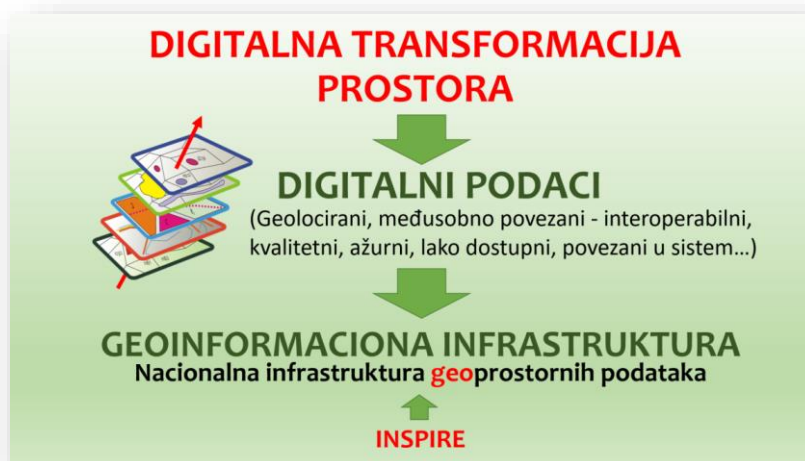 DIGITALNA TRANSFORMACIJA
PROSTORA
DIGITALNI PODACI
(Geolocirani, međusobno povezani - interoperabilni,
kvalitetni, ažurni, lako dostupni, povezani u sistem...)
GEOINFORMACIONA INFRASTRUKTURA
Nacionalna infrastruktura geoprostornih podataka
INSPIRE